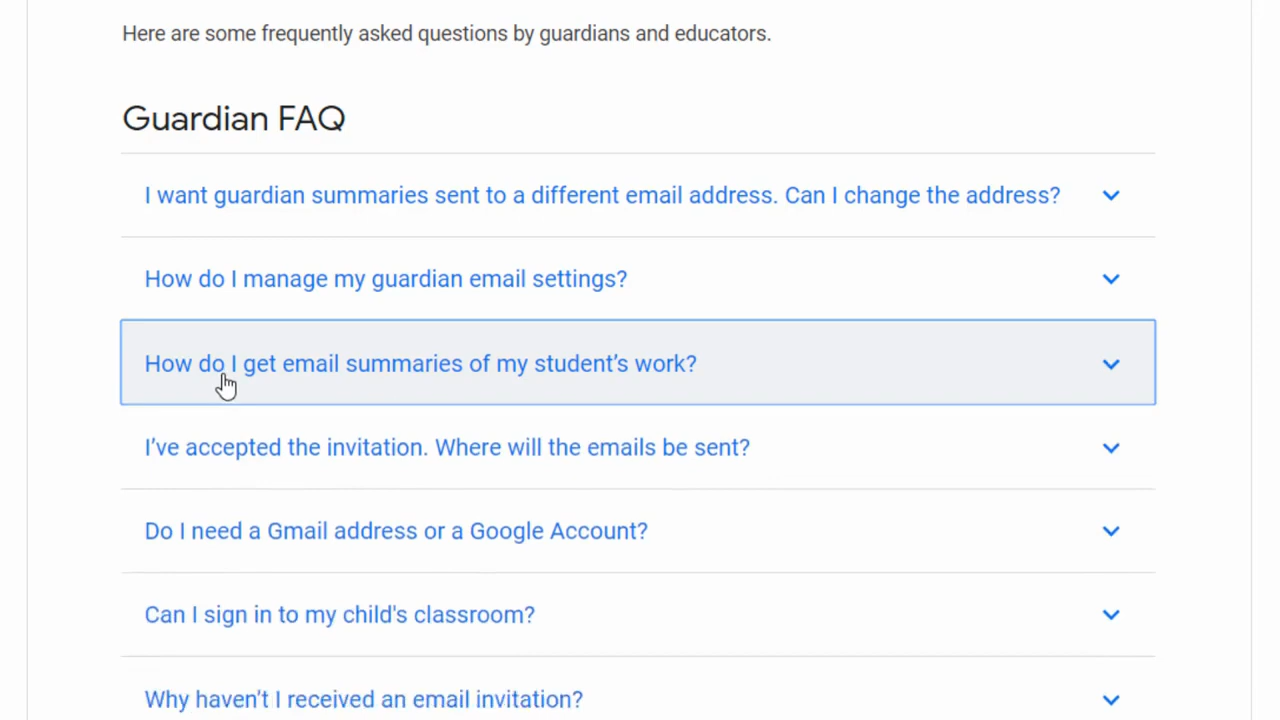 Here are some frequently asked questions by guardians and educators.
Guardian FAQ
I want guardian summaries sent to a different email address. Can I change the address?
How do I manage my guardian email settings?
How do I get email summaries of my student’s work?
I’ve accepted the invitation. Where will the emails be sent?
Do I need a Gmail address or a Google Account?
Can I sign in to my child's classroom?
Why haven’t I received an email invitation?